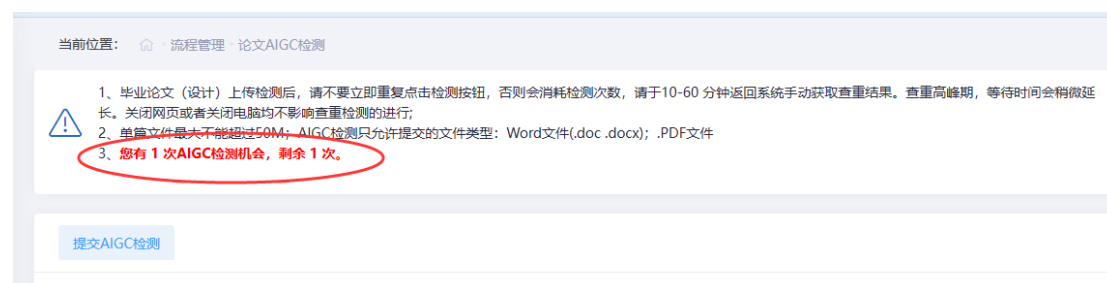 当前位置： 流程管理 论文AIGC检测
1、毕业论文（设计）上传检测后，请不要立即重复点击检测按钮，否则会消耗检测次数，请于10-60 分钟返回系统手动获取查重结果。查重高峰期，等待时间会稍微延
长。关闭网页或者关闭电脑均不影响查重检测的进行;
2、单篇文件最大不能超过50M；AIGC检测只允许提交的文件类型：Word文件(.doc .docx)；.PDF文件
3、您有 1 次AIGC检测机会，剩余 1 次。
提交AIGC检测